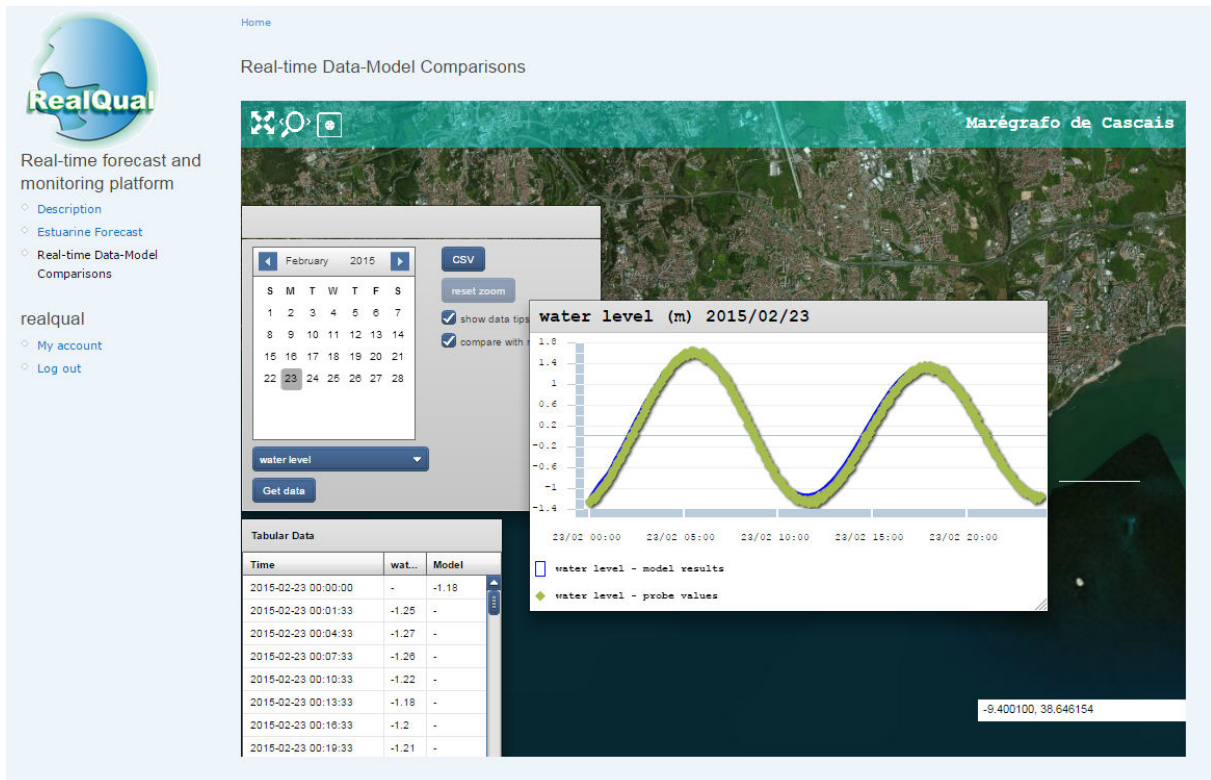 RealQual
Real-time forecast and
monitoring platform
Description
Estuarine Forecast
Real-time Data-Model
Comparisons
realqual
My account
Log out
Home
Real-time Data-Model Comparisons
Marégrafo de Cascais
February 2015
S M T W T F S
1 2 3 4 5 6 7
8 9 10 11 12 13 14
15 16 17 18 19 20 21
22 23 24 25 26 27 28
CSV
reset zoom
show data tips
compare with
water level
Get data
water level (m) 2015/02/23
1.8
1.4
1
0.6
0.2
-0.2
-0.6
-1
-1.4
23/02 00:00 23/02 05:00 23/02 10:00 23/02 15:00 23/02 20:00
water level - model results
water level - probe values
Tabular Data
Time wat... Model
2015-02-23 00:00:00 - -1.18
2015-02-23 00:01:33 -1.25 -
2015-02-23 00:04:33 -1.27 -
2015-02-23 00:07:33 -1.26 -
2015-02-23 00:10:33 -1.22 -
2015-02-23 00:13:33 -1.18 -
2015-02-23 00:16:33 -1.2 -
2015-02-23 00:19:33 -1.21 -
-9.400100, 38.646154